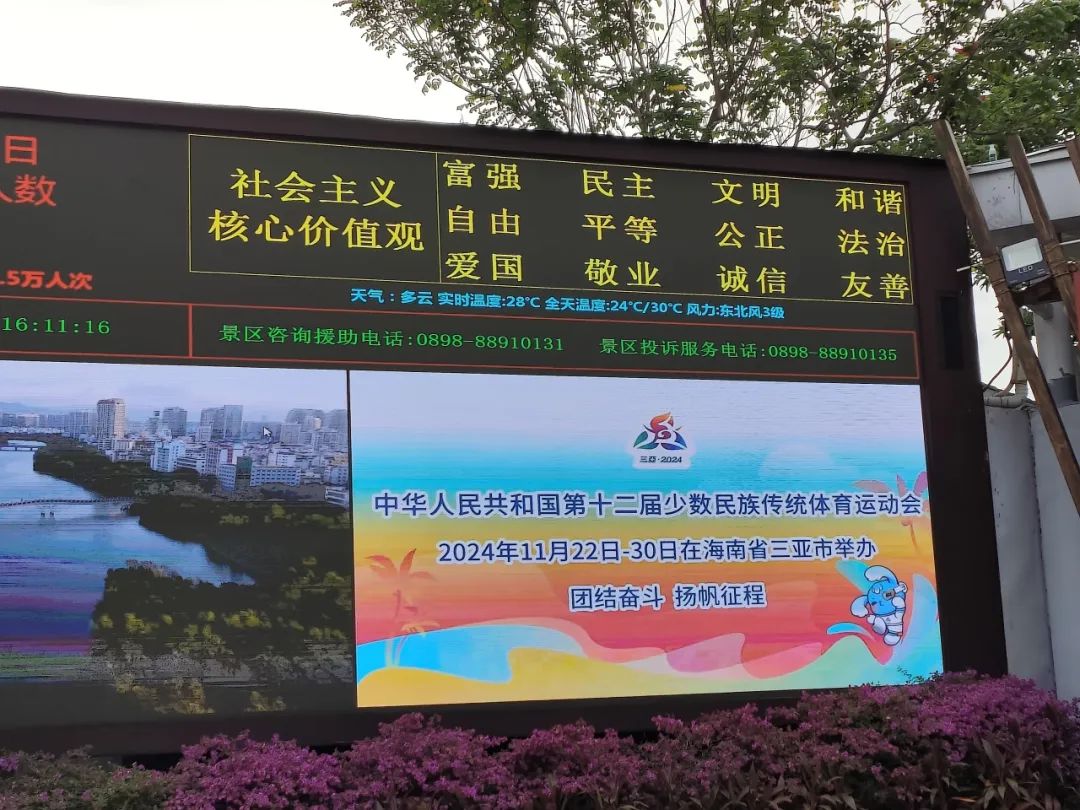 日
人数
.5万人次
社会主义
核心价值观
富强 民主 文明 和谐
自由 平等 公正 法治
爱国 敬业 诚信 友善
天气：多云 实时温度:28℃ 全天温度:24℃/30℃ 风力:东北风3级
16:11:16
景区咨询援助电话:0898-88910131 景区投诉服务电话:0898-88910135
三亞·2024
中华人民共和国第十二届少数民族传统体育运动会
2024年11月22日-30日在海南省三亚市举办
团结奋斗 扬帆征程
LED